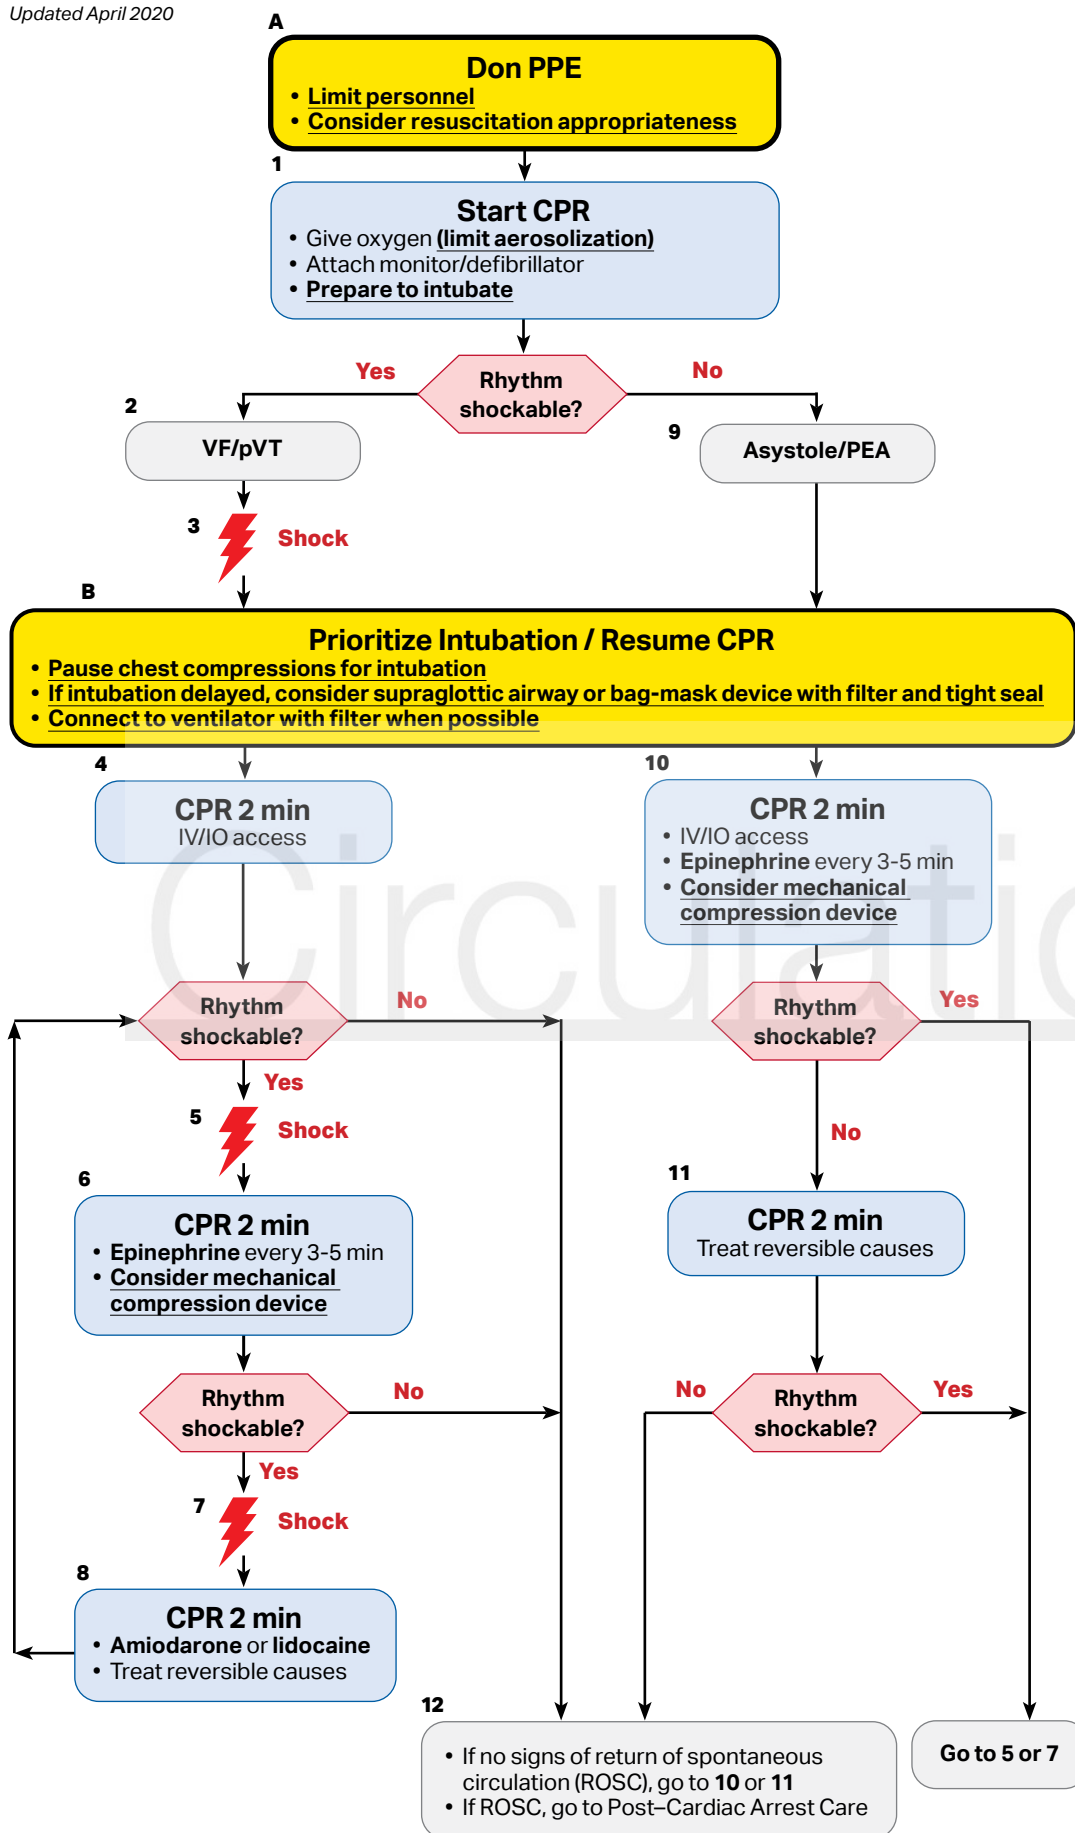 Updated April 2020
A
Don PPE
• Limit personnel
• Consider resuscitation appropriateness
1
Start CPR
• Give oxygen (limit aerosolization)
• Attach monitor/defibrillator
• Prepare to intubate
Rhythm
shockable?
Yes
No
2
VF/pVT
9
Asystole/PEA
3
Shock
B
Prioritize Intubation / Resume CPR
• Pause chest compressions for intubation
• If intubation delayed, consider supraglottic airway or bag-mask device with filter and tight seal
• Connect to ventilator with filter when possible
4
CPR 2 min
IV/IO access
10
CPR 2 min
• IV/IO access
• Epinephrine every 3-5 min
• Consider mechanical
compression device
Circulatio
Rhythm
shockable?
No
Yes
Rhythm
shockable?
Yes
No
5
Shock
6
CPR 2 min
• Epinephrine every 3-5 min
• Consider mechanical
compression device
11
CPR 2 min
Treat reversible causes
Rhythm
shockable?
No
Yes
Rhythm
shockable?
No
Yes
7
Shock
8
CPR 2 min
• Amiodarone or lidocaine
• Treat reversible causes
12
• If no signs of return of spontaneous
circulation (ROSC), go to 10 or 11
• If ROSC, go to Post–Cardiac Arrest Care
Go to 5 or 7